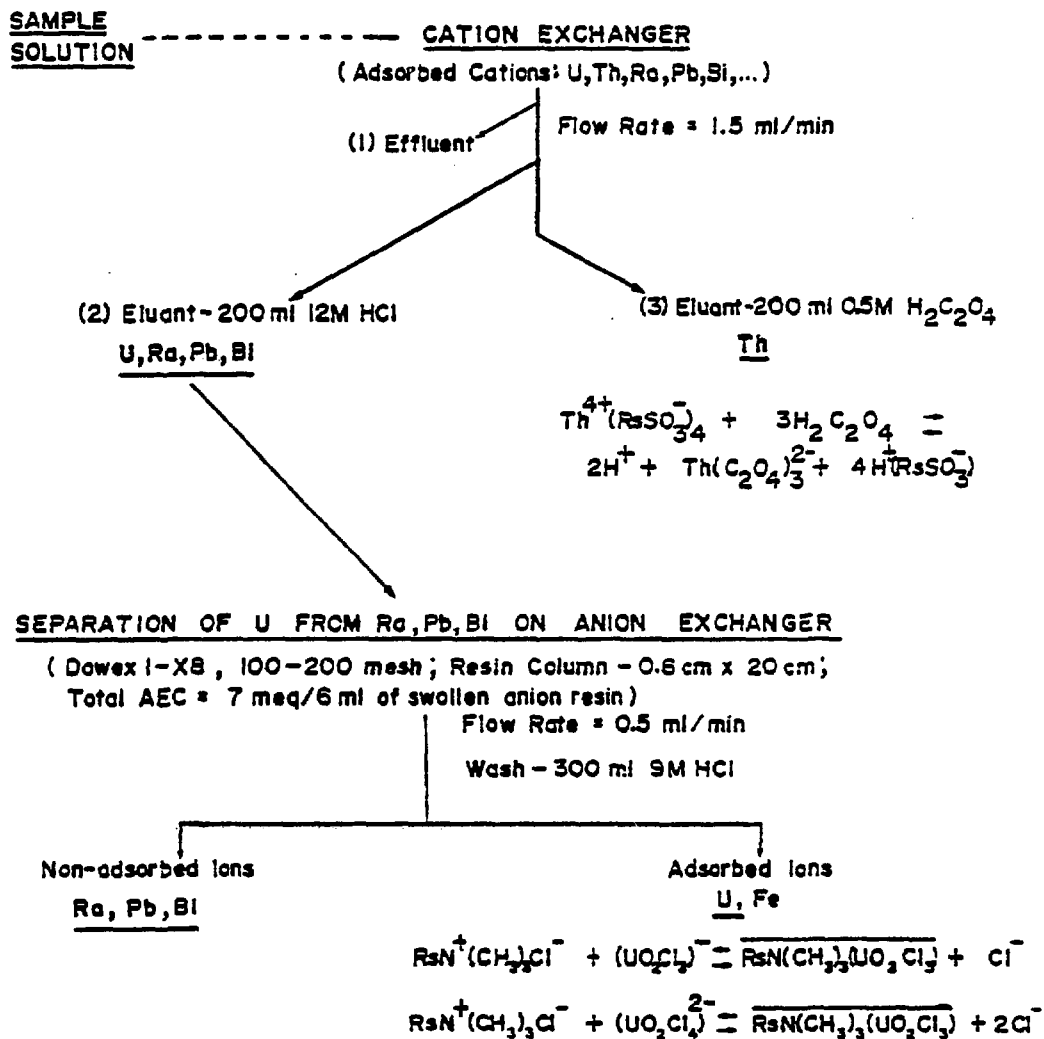 SAMPLE
SOLUTION
CATION EXCHANGER
(Adsorbed Cations: U,Th,Ra,Pb,Bi,...)
(1) Effluent
Flow Rate = 1.5 ml/min
(2) Eluant-200 ml 12M HCl
U,Ra,Pb,Bi
(3) Eluant-200 ml 0.5M H₂C₂O₄
Th
Th⁴⁺(RsSO₃⁻)₄ + 3H₂C₂O₄ =
2H⁺ + Th(C₂O₄)₃²⁻ + 4H⁺(RsSO₃⁻)
SEPARATION OF U FROM Ra,Pb,Bi ON ANION EXCHANGER
(Dowex 1-X8, 100-200 mesh; Resin Column - 0.6 cm x 20 cm;
Total AEC = 7 meq/6 ml of swollen anion resin)
Flow Rate = 0.5 ml/min
Wash - 300 ml 9M HCl
Non-adsorbed Ions
Ra, Pb, Bi
Adsorbed Ions
U, Fe
RsN⁺(CH₃)₃Cl⁻ + (UO₂Cl₃)⁻ = RsN(CH₃)₃(UO₂Cl₃) + Cl⁻
RsN⁺(CH₃)₃Cl⁻ + (UO₂Cl₄)²⁻ = RsN(CH₃)₃(UO₂Cl₃) + 2Cl⁻